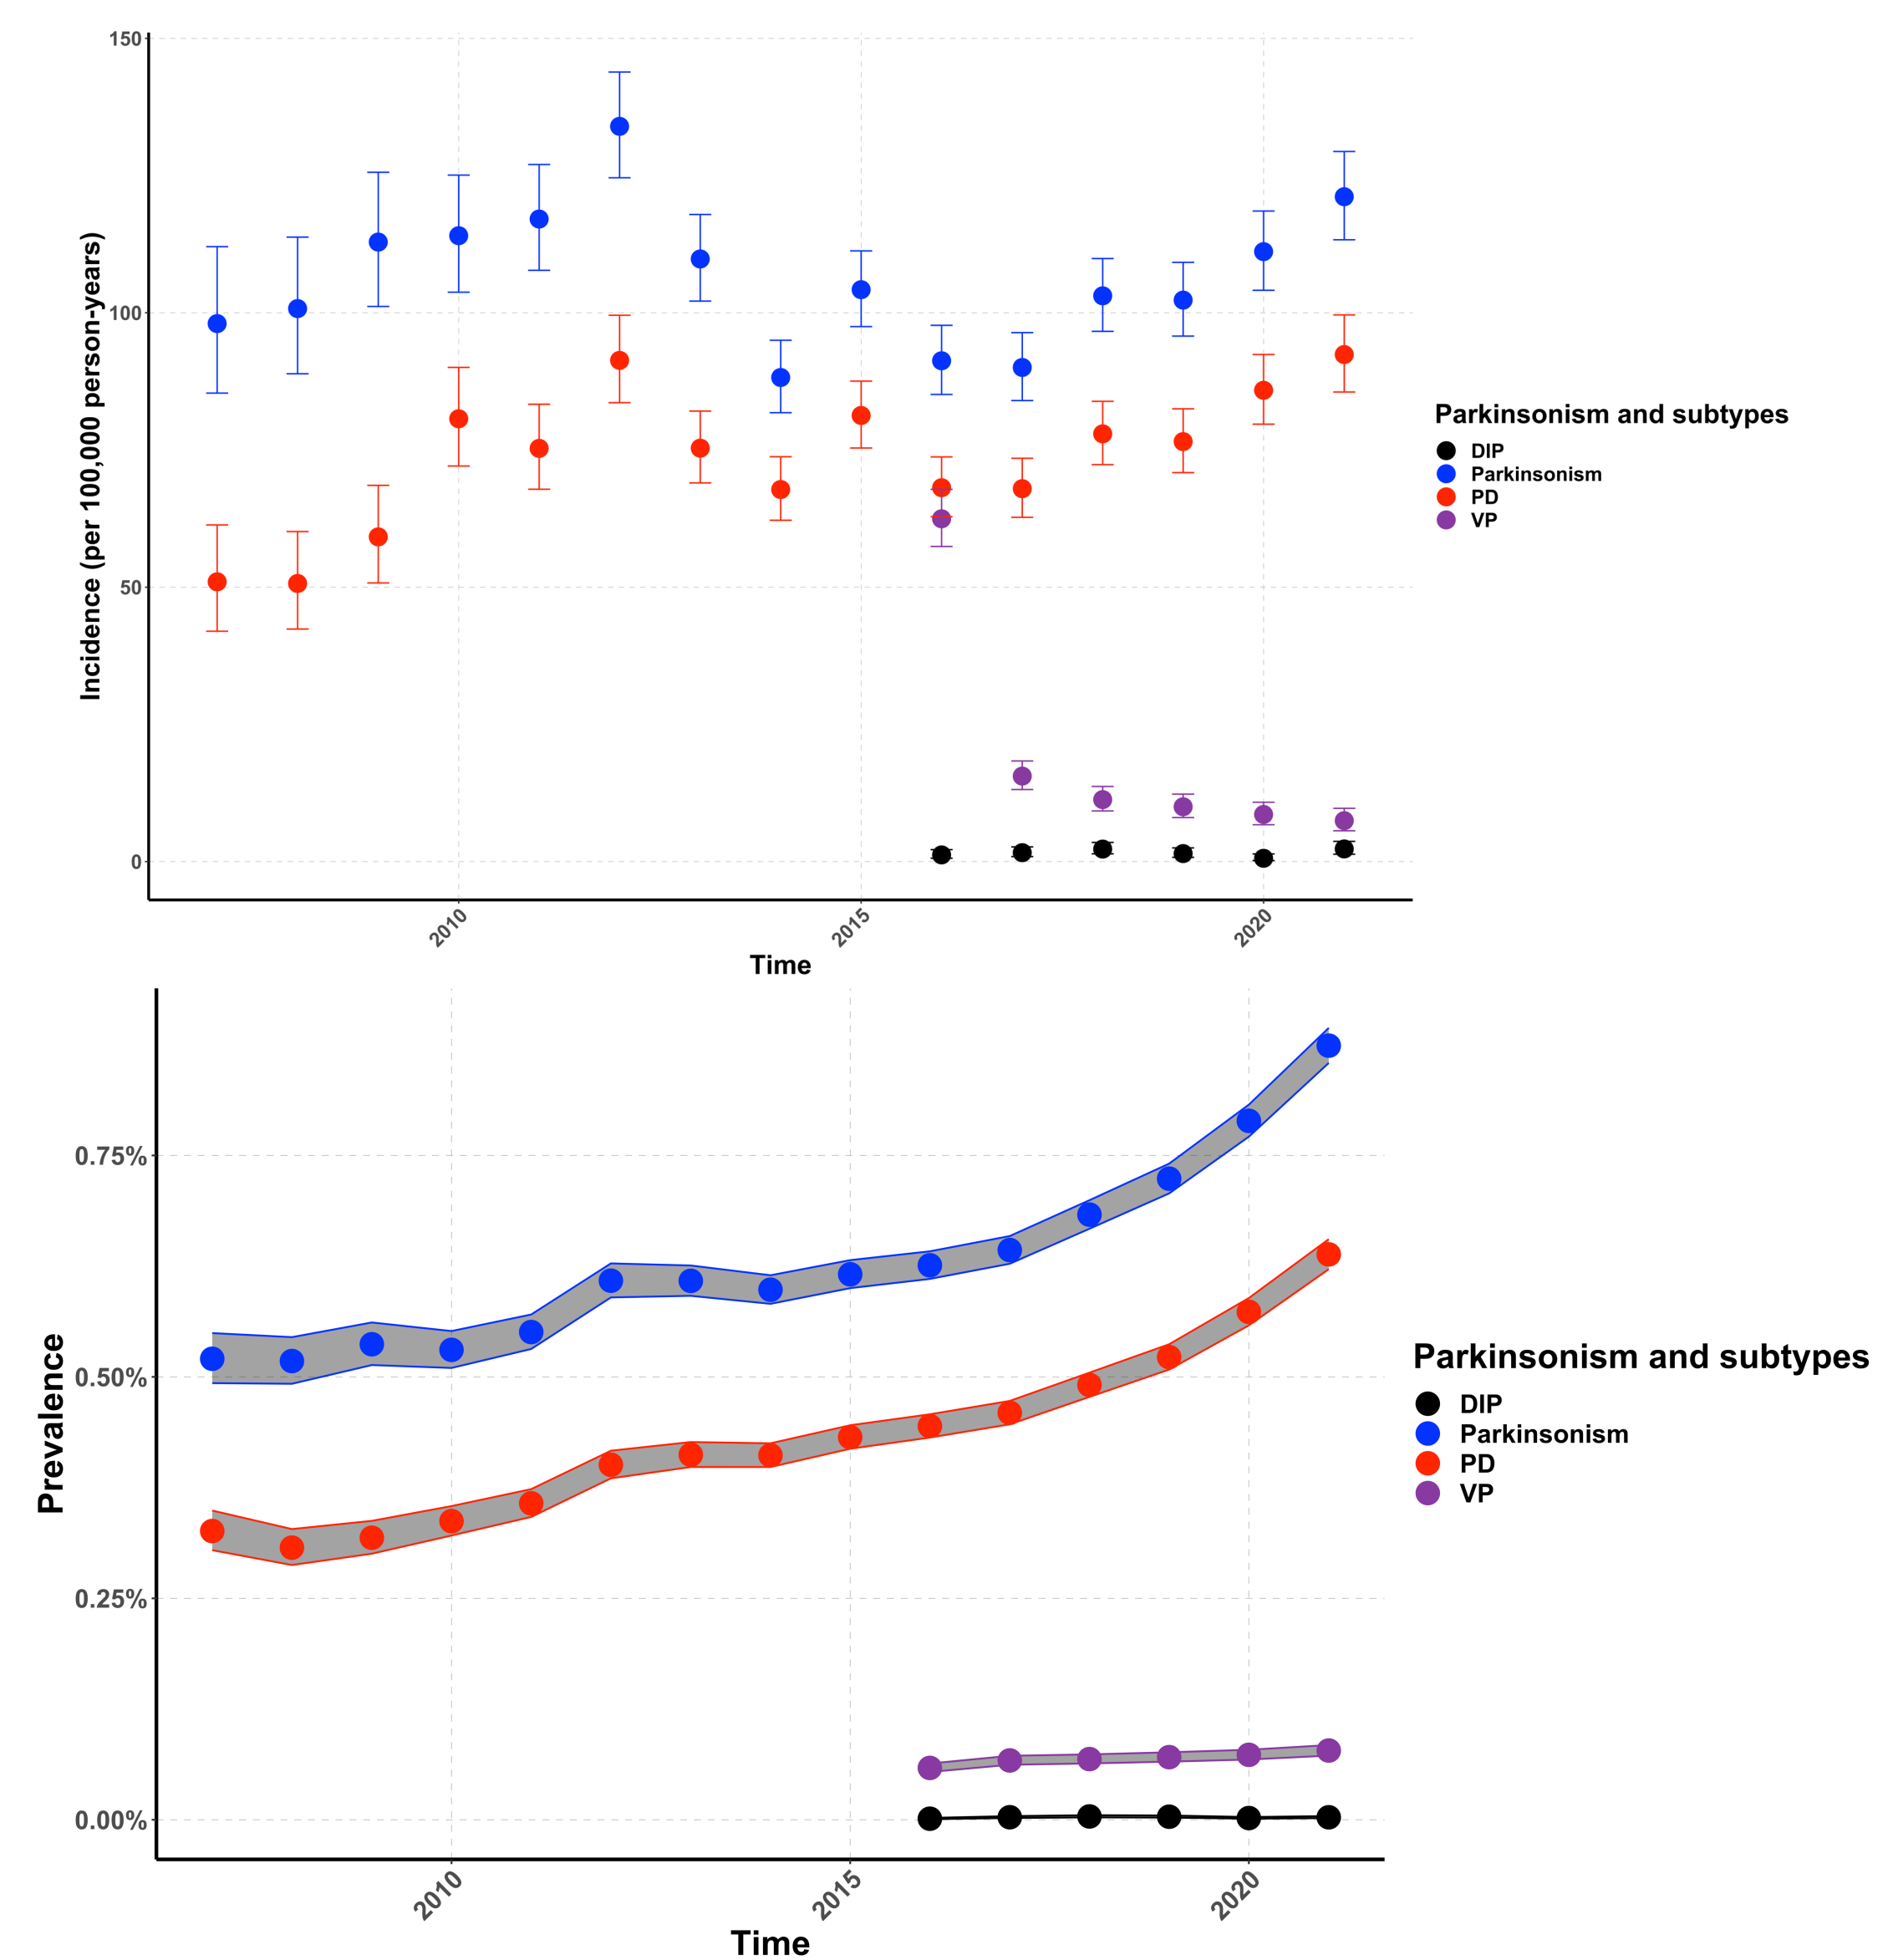 150
100
50
0
Incidence (per 100,000 person-years)
2010
2015
2020
Time
Parkinsonism and subtypes
DIP
Parkinsonism
PD
VP
0.75%
0.50%
0.25%
0.00%
Prevalence
2010
2015
2020
Time
Parkinsonism and subtypes
DIP
Parkinsonism
PD
VP